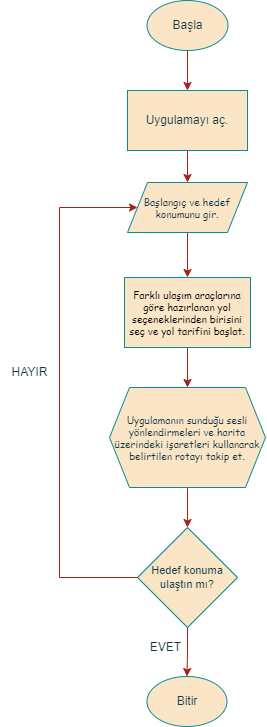 Başla
Uygulamayı aç.
Başlangıç ve hedef
konumunu gir.
Farklı ulaşım araçlarına
göre hazırlanan yol
seçeneklerinden birisini
seç ve yol tarifini başlat.
HAYIR
Uygulamanın sunduğu sesli
yönlendirmeleri ve harita
üzerindeki işaretleri kullanarak
belirtilen rotayı takip et.
Hedef konuma
ulaştın mı?
EVET
Bitir